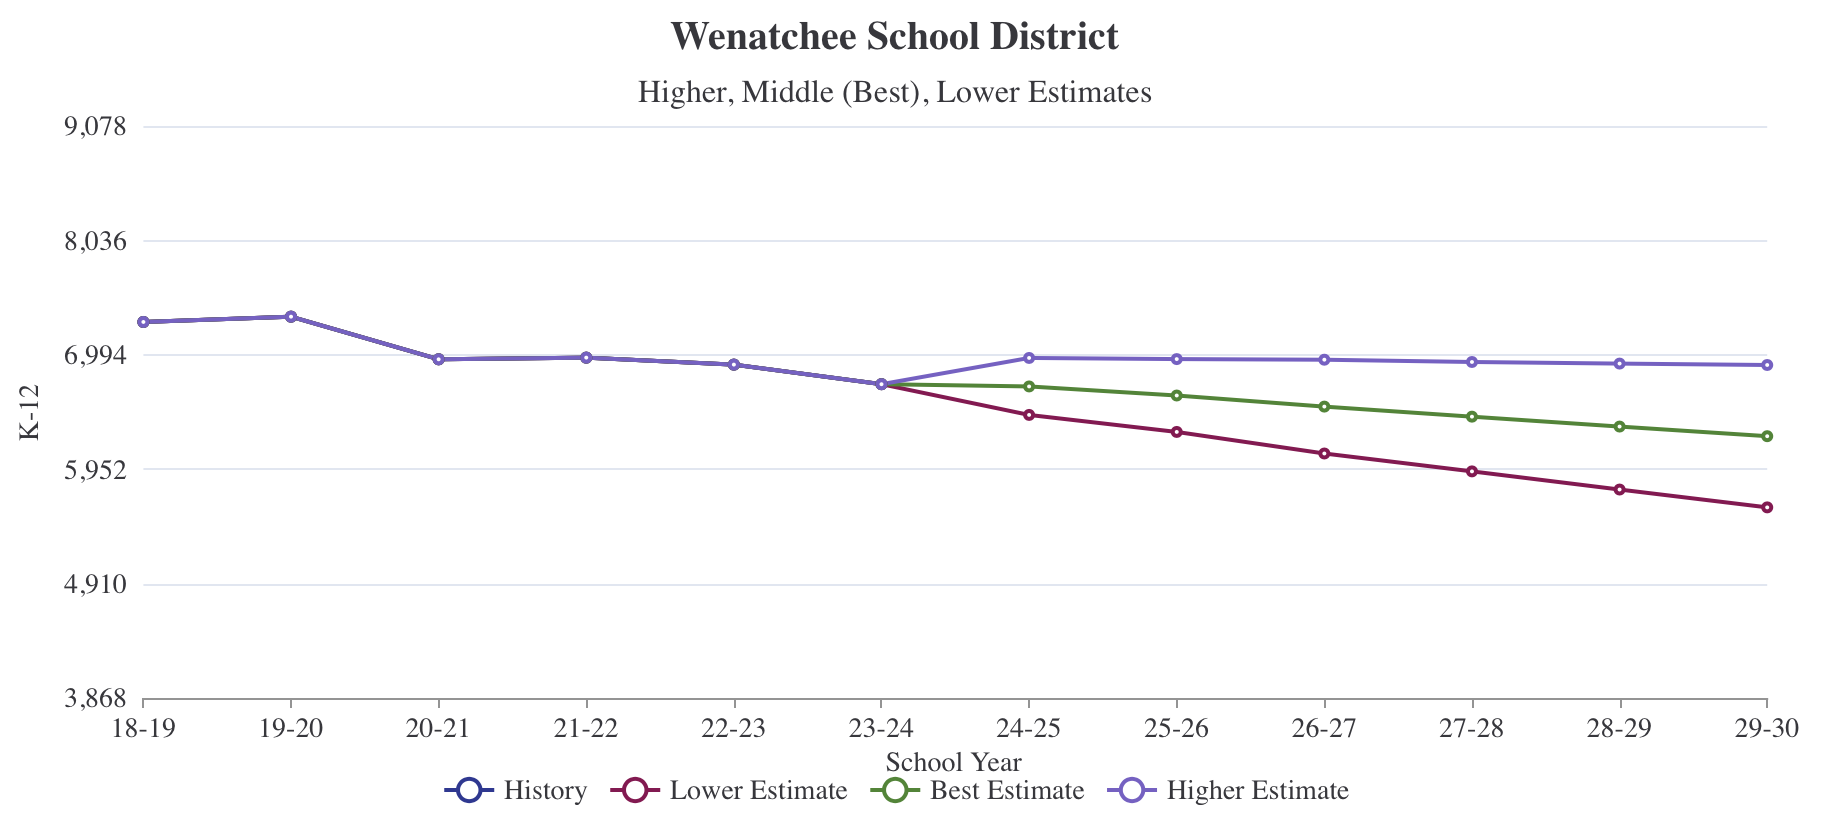 Wenatchee School District
Higher, Middle (Best), Lower Estimates
9,078
8,036
6,994
5,952
4,910
3,868
K-12
18-19 19-20 20-21 21-22 22-23 23-24 24-25 25-26 26-27 27-28 28-29 29-30
School Year
History Lower Estimate Best Estimate Higher Estimate